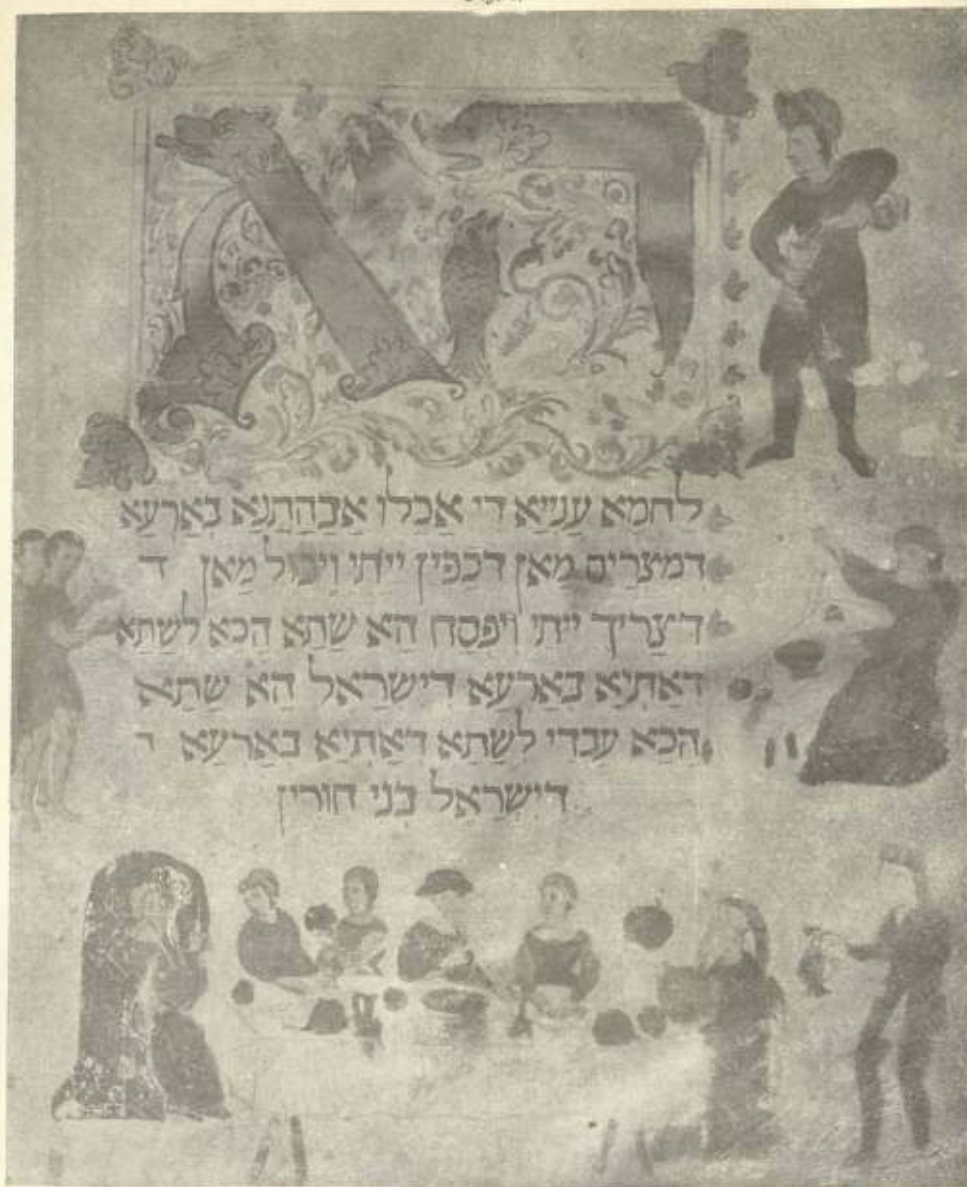 הא
לחמא עניא די אכלו אבהתנא בארעא
דמצרים מאן דכפין ייתי ויכול מאן ד
דצריך ייתי ויפסח הא שתא הכא לשתא
דאתיא בארעא דישראל הא שתא
הכא עבדי לשתא דאתיא בארעא
דישראל בני חורין